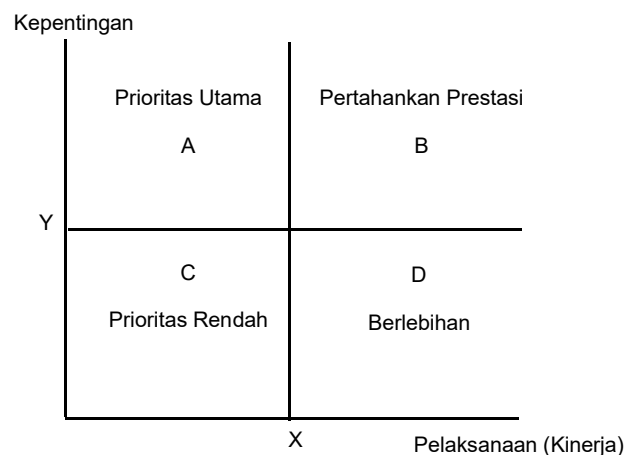 Kepentingan
Prioritas Utama
Pertahankan Prestasi
A
B
Y
C
D
Prioritas Rendah
Berlebihan
X
Pelaksanaan (Kinerja)